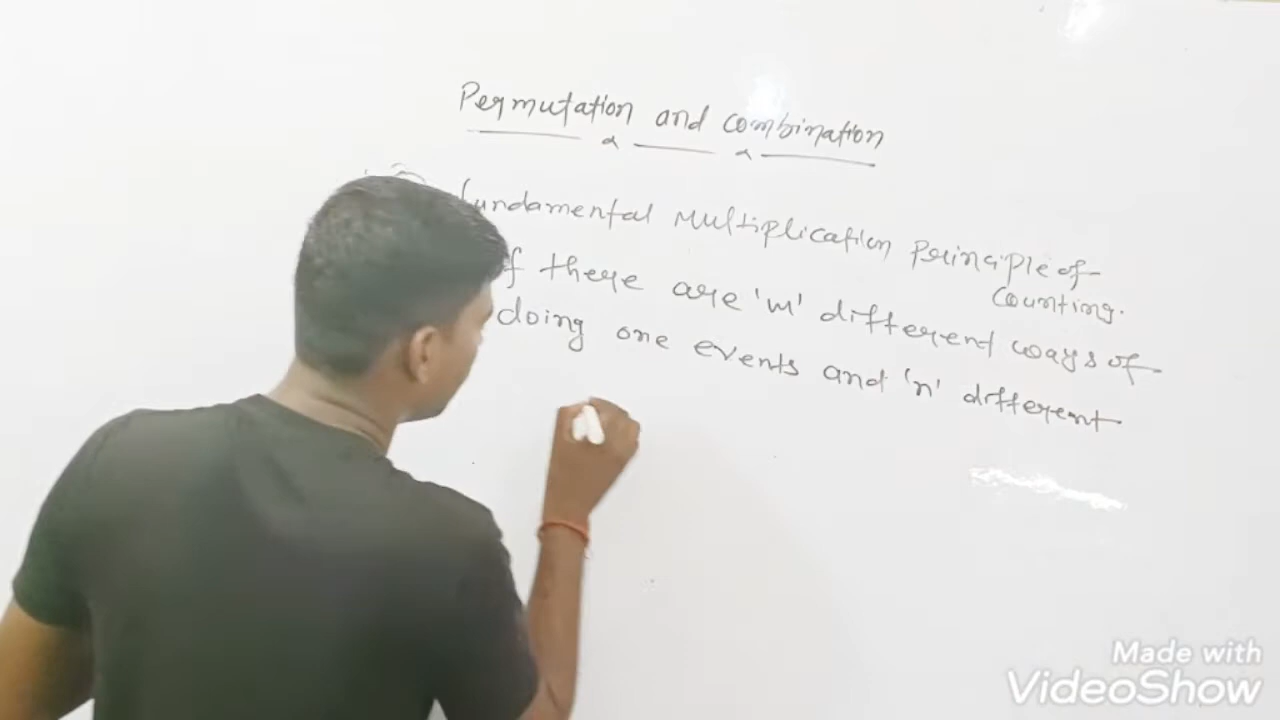 Permutation and combination
fundamental Multiplication Principle of
Counting.
If there are 'm' different ways of
doing one events and 'n' different
Made with
VideoShow